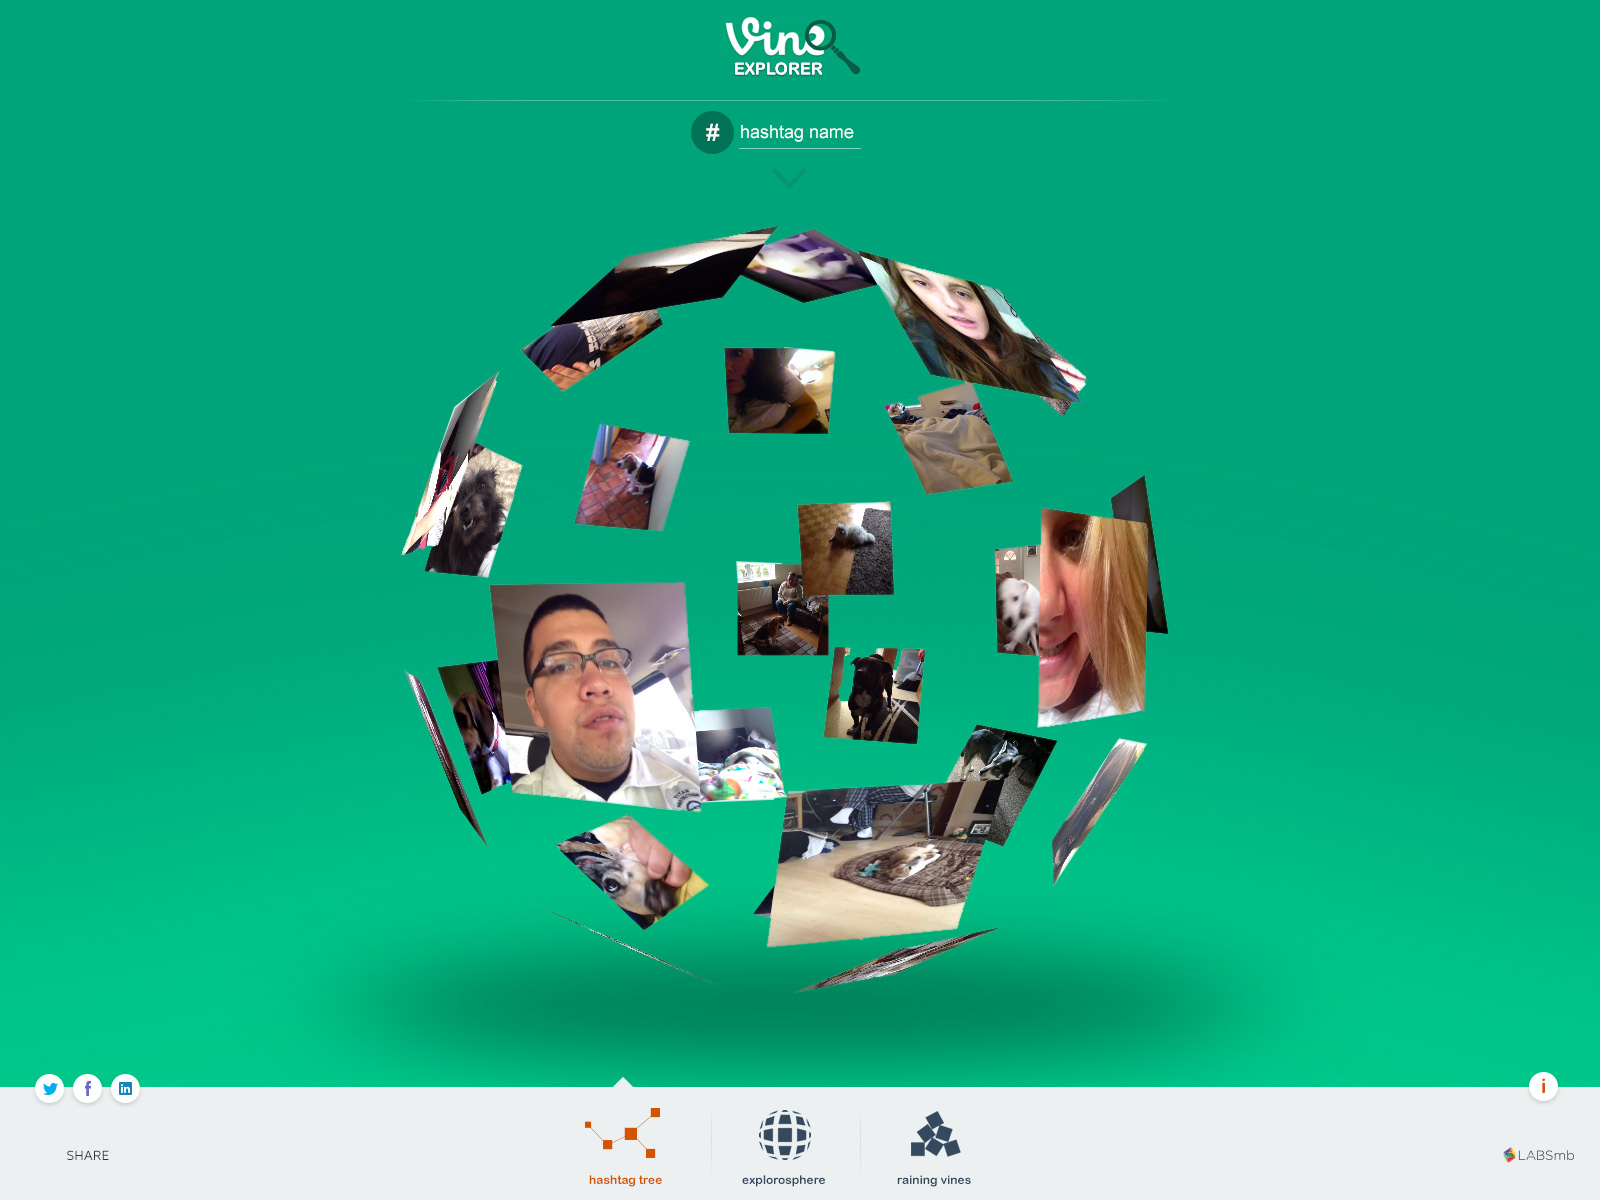 Vine
EXPLORER
# hashtag name
SHARE
hashtag tree
explorosphere
raining vines
i
LABSmb